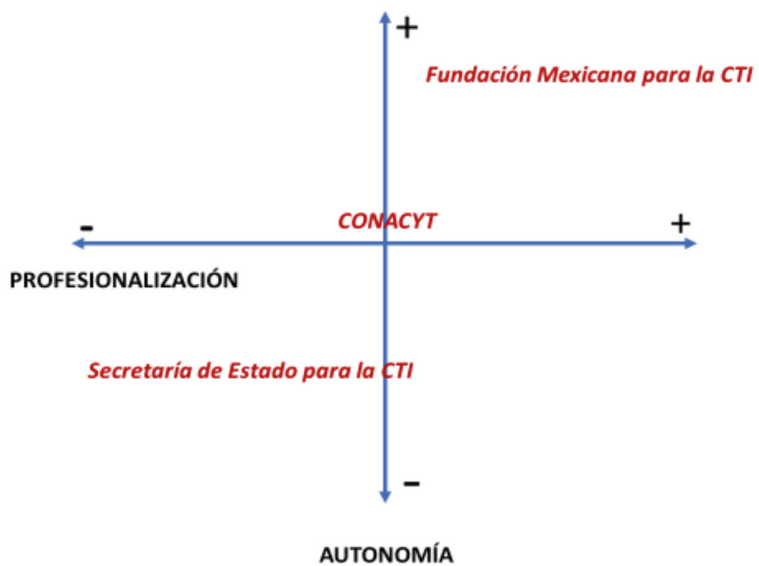 +
Fundación Mexicana para la CTI
- CONACYT +
PROFESIONALIZACIÓN
Secretaría de Estado para la CTI
-
AUTONOMÍA